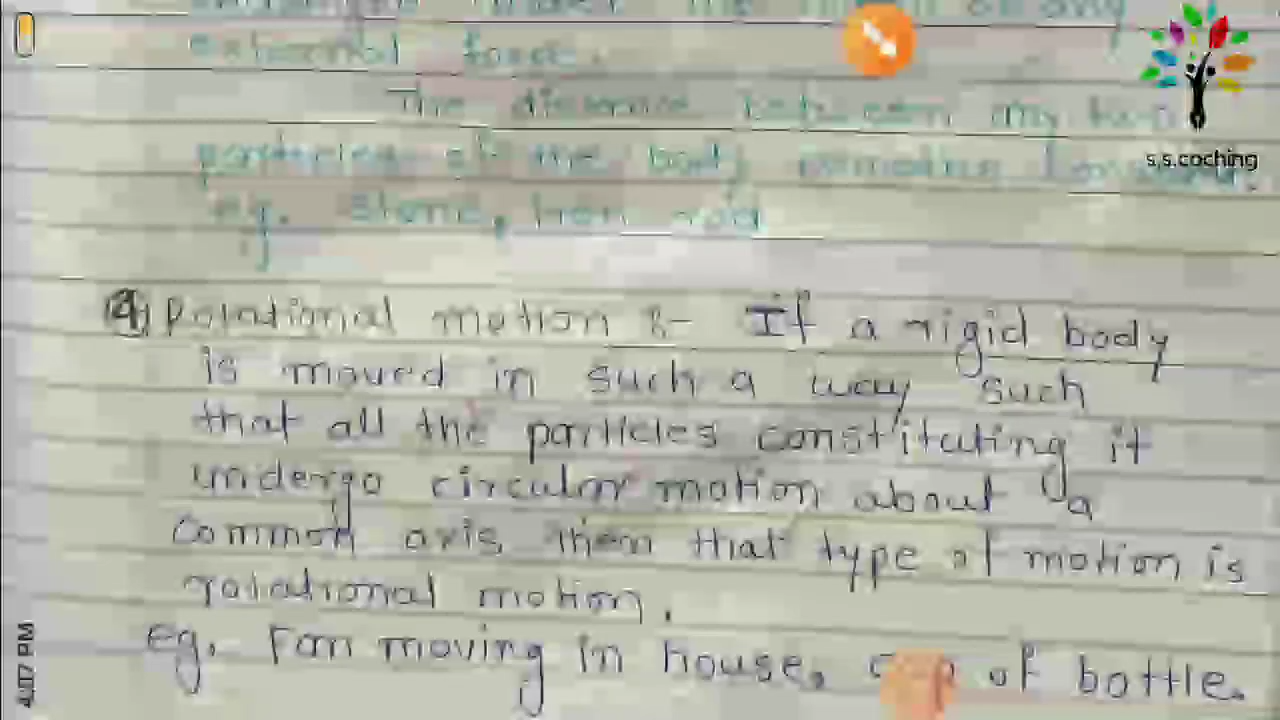 external force.
The distance between any two
particles of the body remains
eg. Stone, Iron rod
s.s.coching
④ Rotational motion :- If a rigid body
is moved in such a way such
that all the particles constituting it
undergo circular motion about a
common axis then that type of motion is
rotational motion.
eg. Fan moving in house, cap of bottle.
4:07 PM